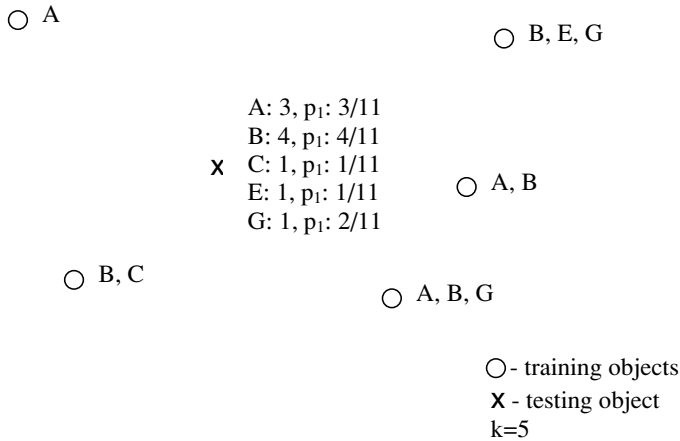 A
B, E, G
A: 3, p₁: 3/11
B: 4, p₁: 4/11
x C: 1, p₁: 1/11
E: 1, p₁: 1/11
G: 1, p₁: 2/11
A, B
B, C
A, B, G
- training objects
x - testing object
k=5